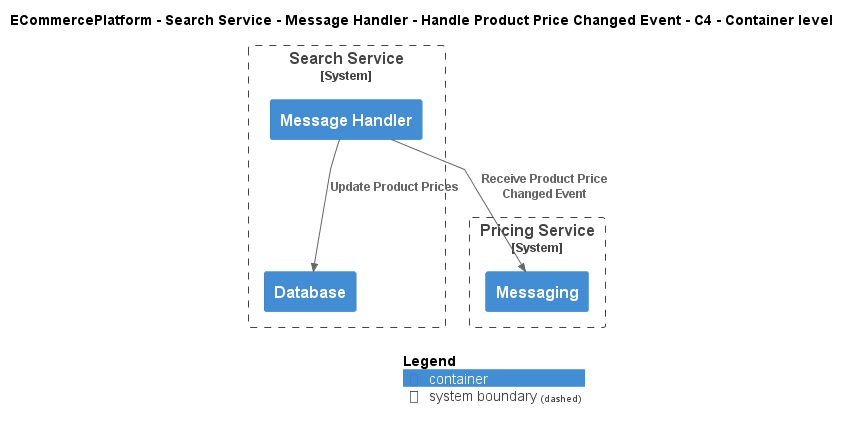 ECommercePlatform - Search Service - Message Handler - Handle Product Price Changed Event - C4 - Container level
Search Service
[System]
Message Handler
Update Product Prices
Receive Product Price
Changed Event
Pricing Service
[System]
Database
Messaging
Legend
container
system boundary (dashed)